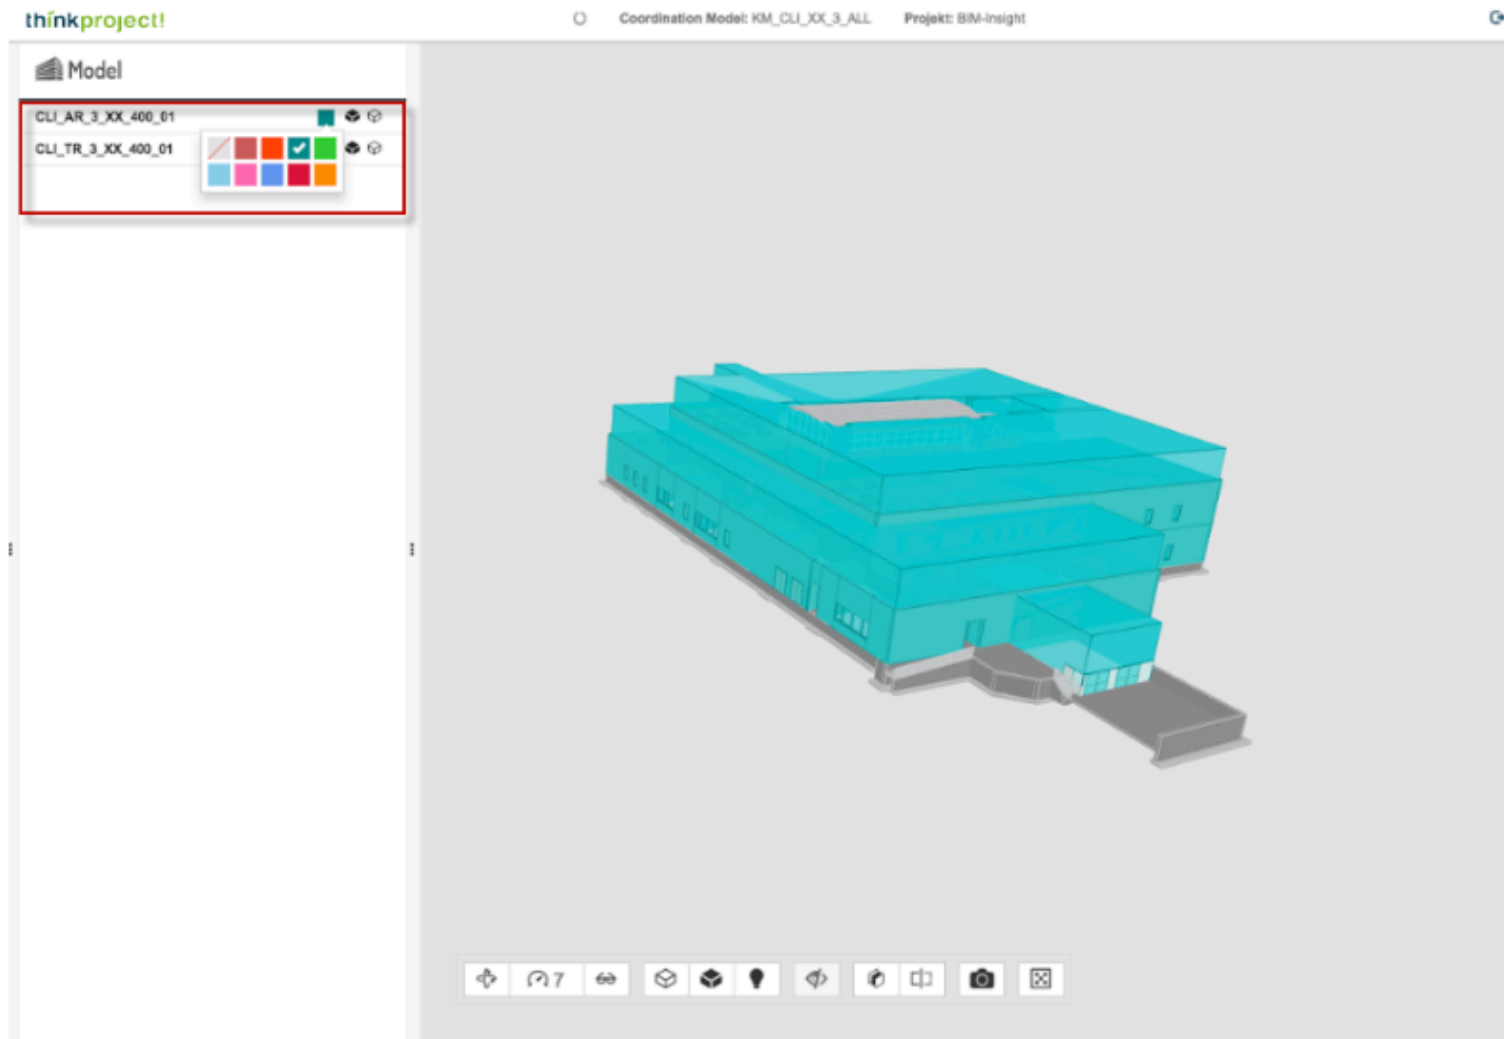 thinkproject!
Coordination Model: KM_CLI_XX_3_ALL Projekt: BIM-Insight
Model
CLI_AR_3_XX_400_01
CLI_TR_3_XX_400_01
7